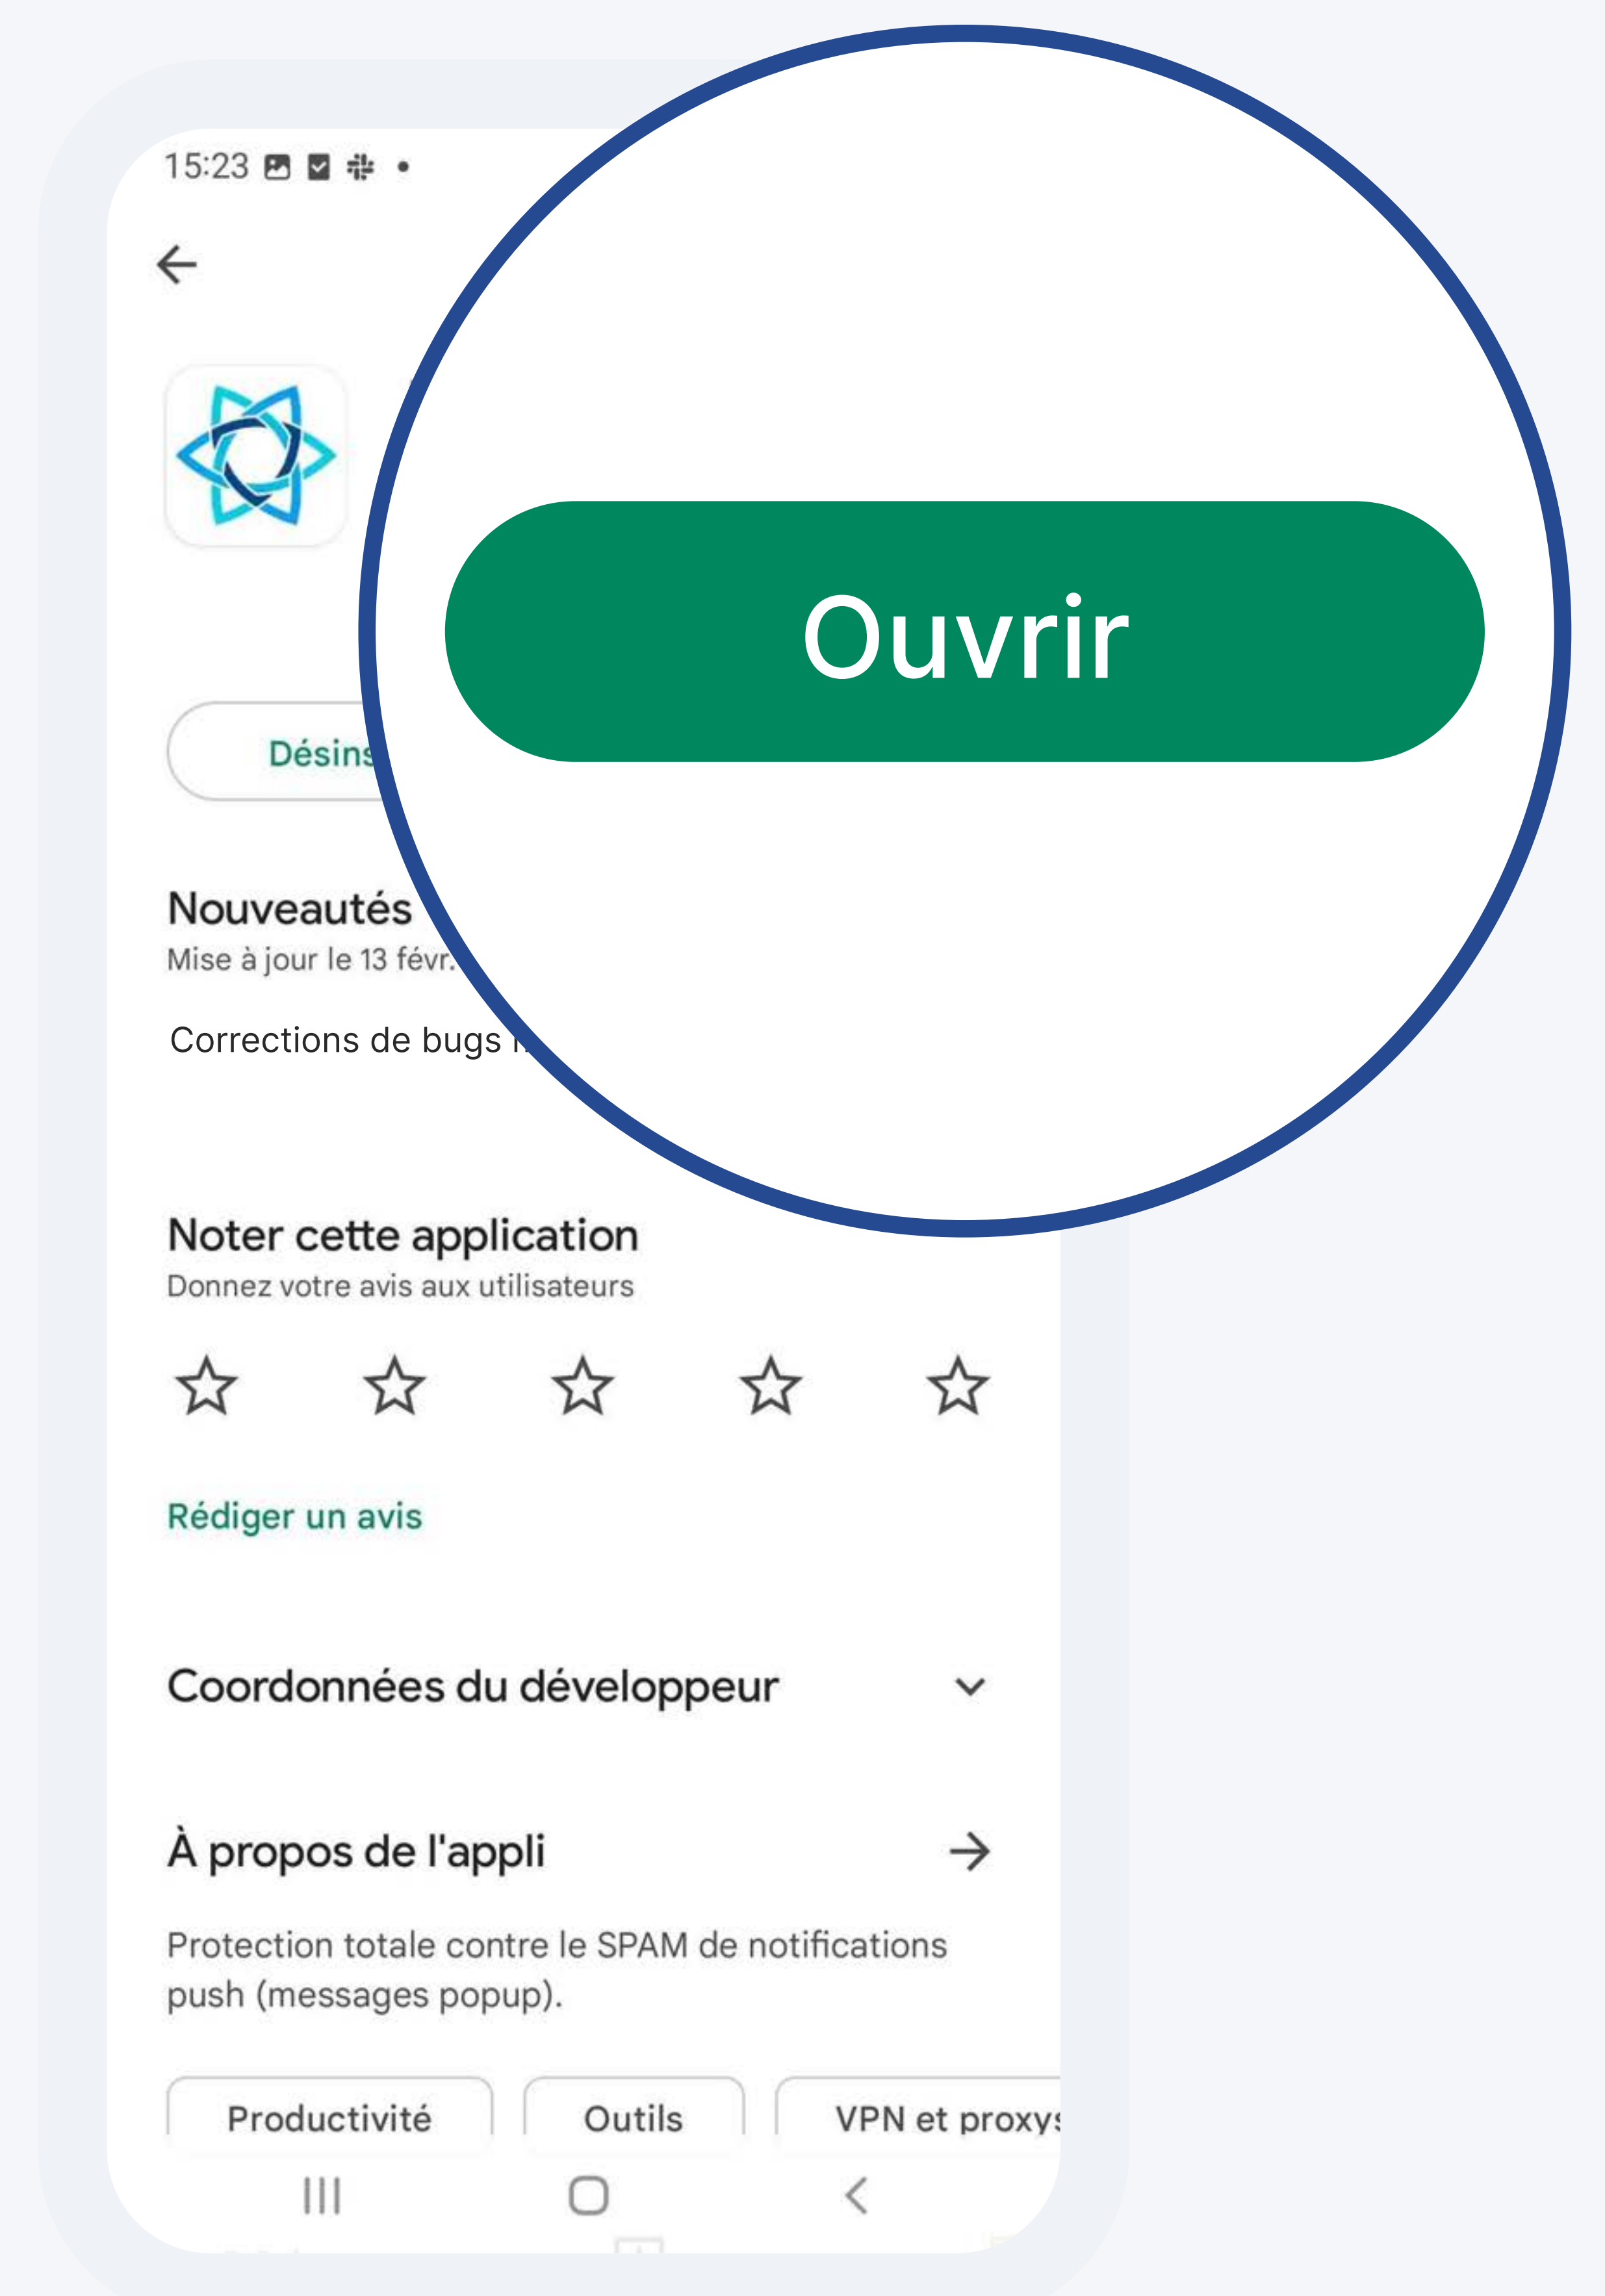 15:23
Ouvrir
Nouveautés
Mise à jour le 13 févr.
Corrections de bugs
Noter cette application
Donnez votre avis aux utilisateurs
Rédiger un avis
Coordonnées du développeur
À propos de l'appli
Protection totale contre le SPAM de notifications
push (messages popup).
Productivité Outils VPN et proxys